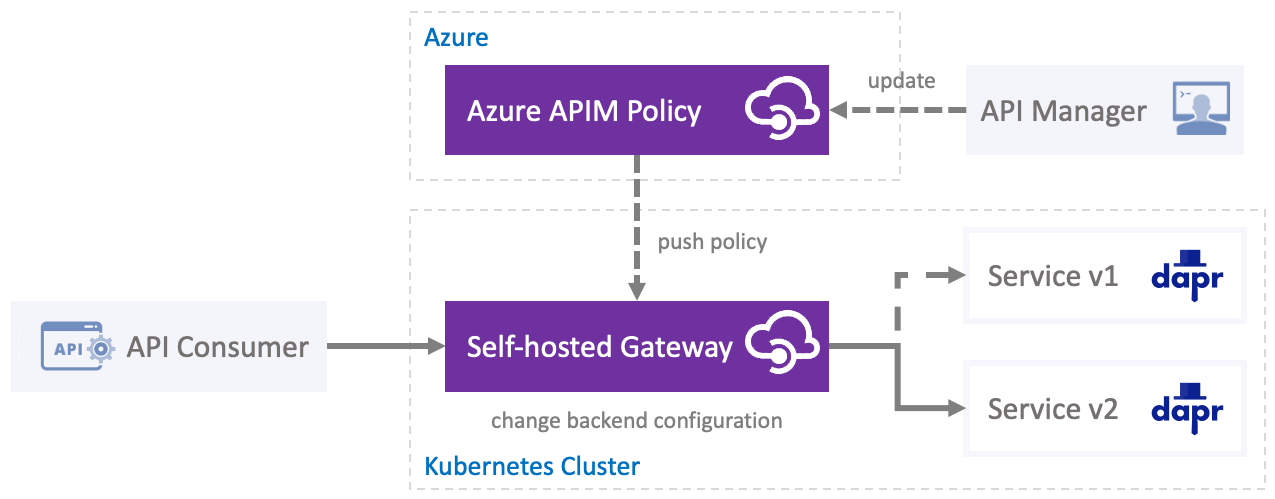 Azure
Azure APIM Policy
update
API Manager
push policy
Service v1
dapr
API
API Consumer
Self-hosted Gateway
Service v2
dapr
change backend configuration
Kubernetes Cluster